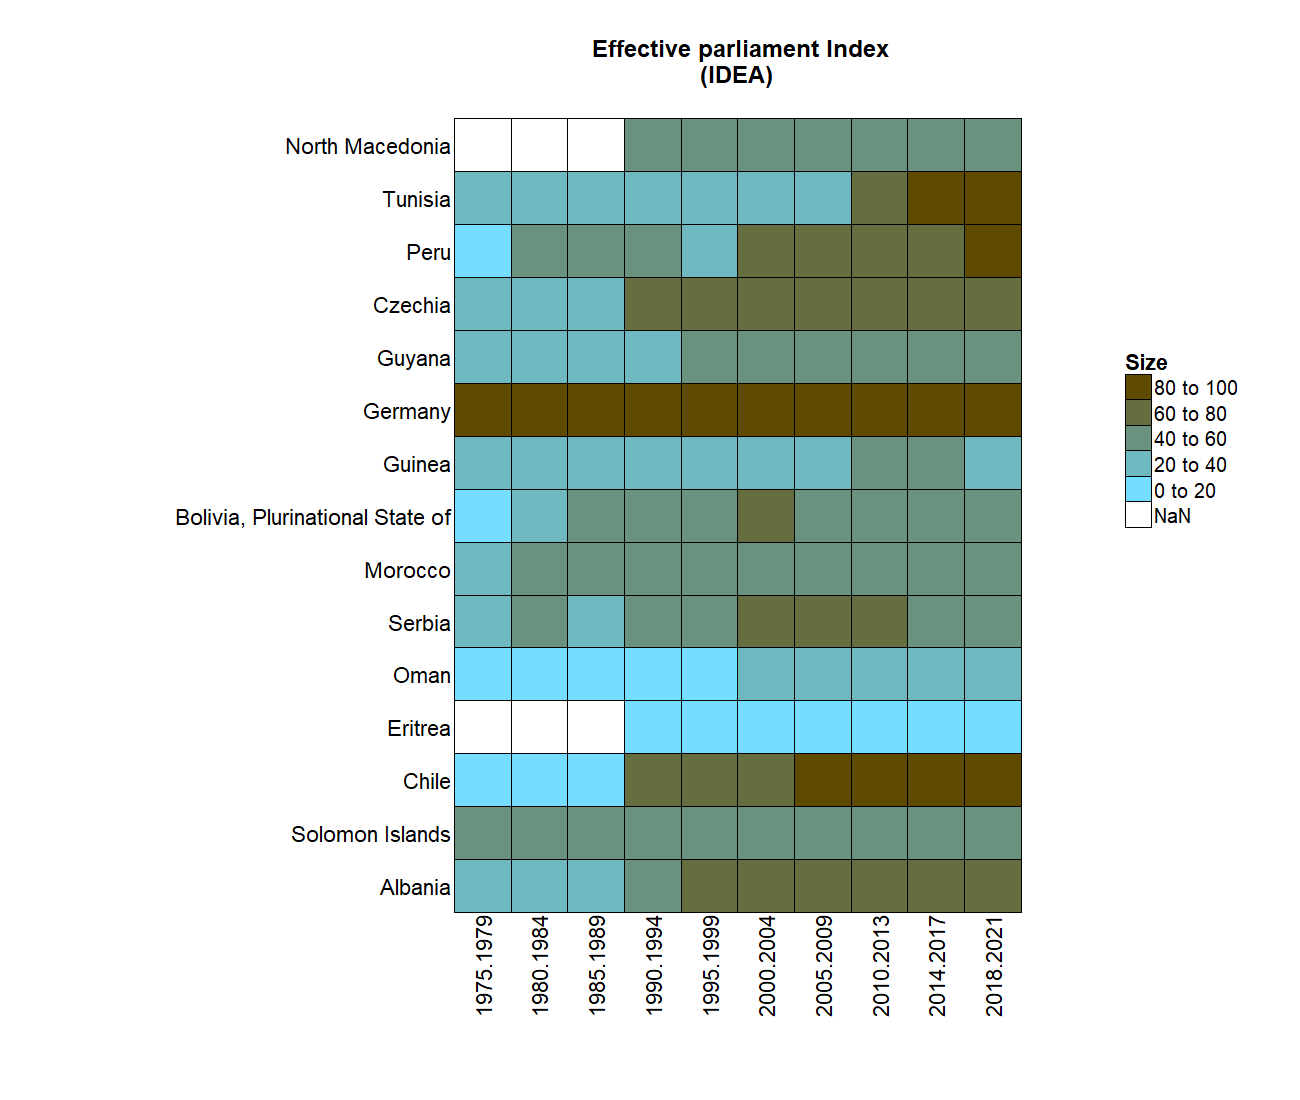 Effective parliament Index
(IDEA)
North Macedonia
Tunisia
Peru
Czechia
Guyana
Germany
Guinea
Bolivia, Plurinational State of
Morocco
Serbia
Oman
Eritrea
Chile
Solomon Islands
Albania
1975.1979
1980.1984
1985.1989
1990.1994
1995.1999
2000.2004
2005.2009
2010.2013
2014.2017
2018.2021
Size
80 to 100
60 to 80
40 to 60
20 to 40
0 to 20
NaN